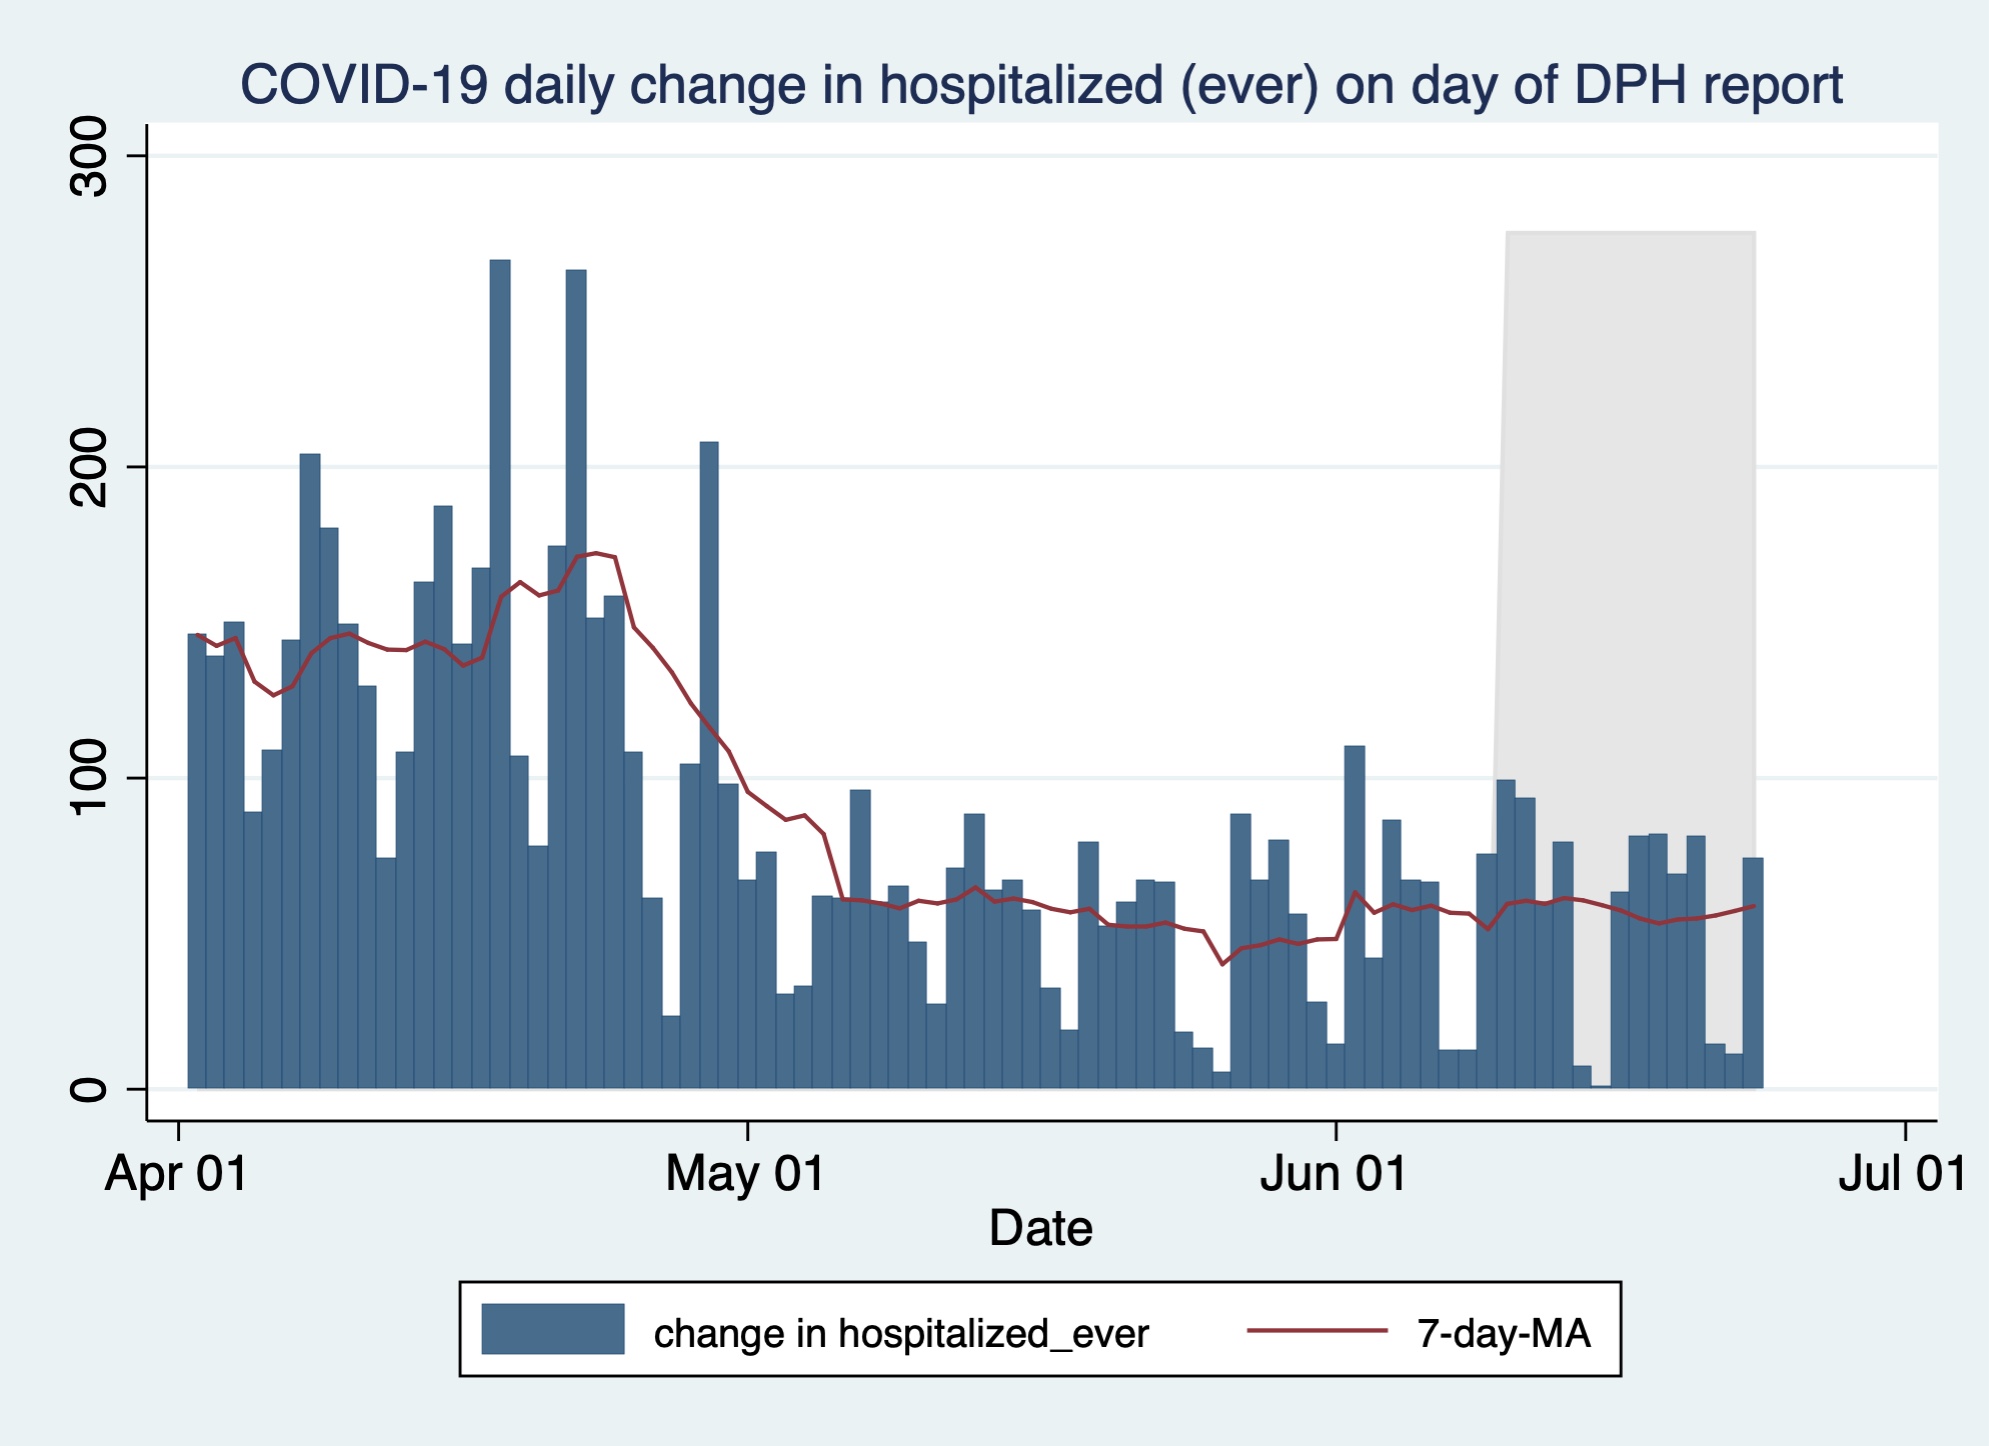 COVID-19 daily change in hospitalized (ever) on day of DPH report
300
200
100
0
Apr 01
May 01
Jun 01
Jul 01
Date
change in hospitalized_ever
7-day-MA